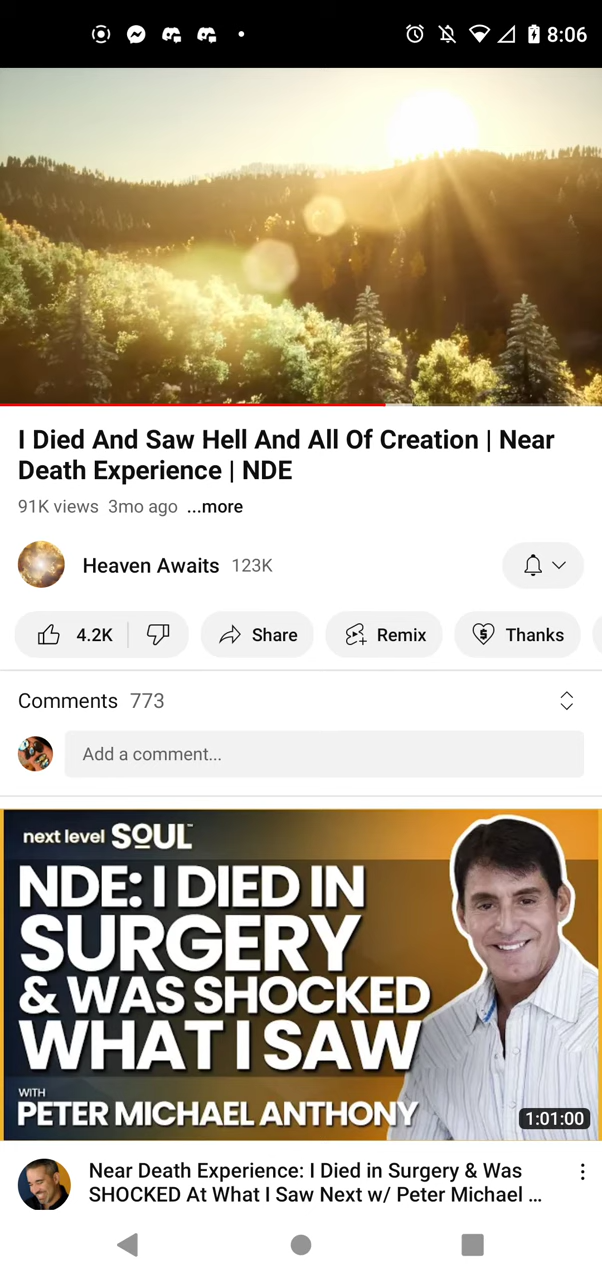 8:06
I Died And Saw Hell And All Of Creation | Near
Death Experience | NDE
91K views 3mo ago ...more
Heaven Awaits 123K
4.2K Share Remix Thanks
Comments 773
Add a comment...
next level SOUL™
NDE: I DIED IN
SURGERY
& WAS SHOCKED
WHAT I SAW
WITH
PETER MICHAEL ANTHONY
1:01:00
Near Death Experience: I Died in Surgery & Was
SHOCKED At What I Saw Next w/ Peter Michael ...